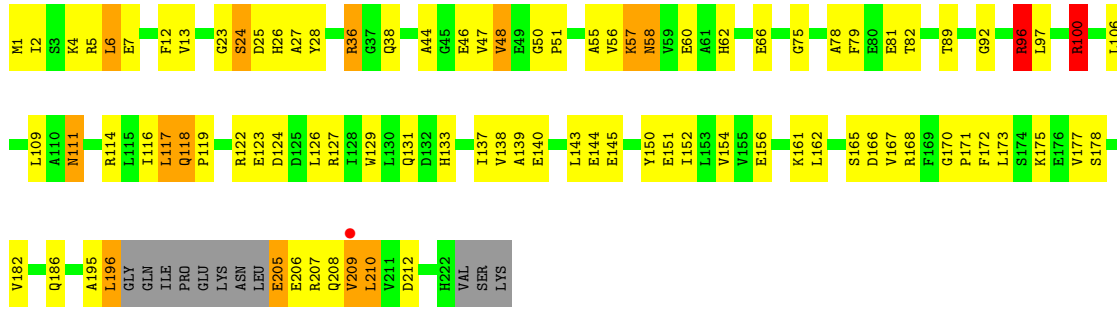 M1 I2 S3 K4 R5 L6 E7 F12 V13 G23 S24 D25 H26 A27 Y28 R36 G37 Q38 A44 G45 E46 V47 V48 E49 G50 P51 A55 V56 K57 N58 V59 E60 A61 H62 E66 G75 A78 F79 E80 E81 T82 T89 G92 R96 L97 R100 L106
L109 A110 N111 R114 L115 I116 L117 Q118 P119 R122 E123 D124 D125 L126 R127 I128 W129 L130 Q131 D132 H133 I137 V138 A139 E140 L143 E144 E145 Y150 E151 I152 L153 V154 V155 E156 K161 L162 S165 D166 V167 R168 F169 G170 P171 F172 L173 S174 K175 E176 V177 S178
V182 Q186 A195 L196 GLY GLN ILE PRO GLU LYS ASN LEU E205 E206 R207 Q208 V209 L210 V211 D212 H222 VAL SER LYS